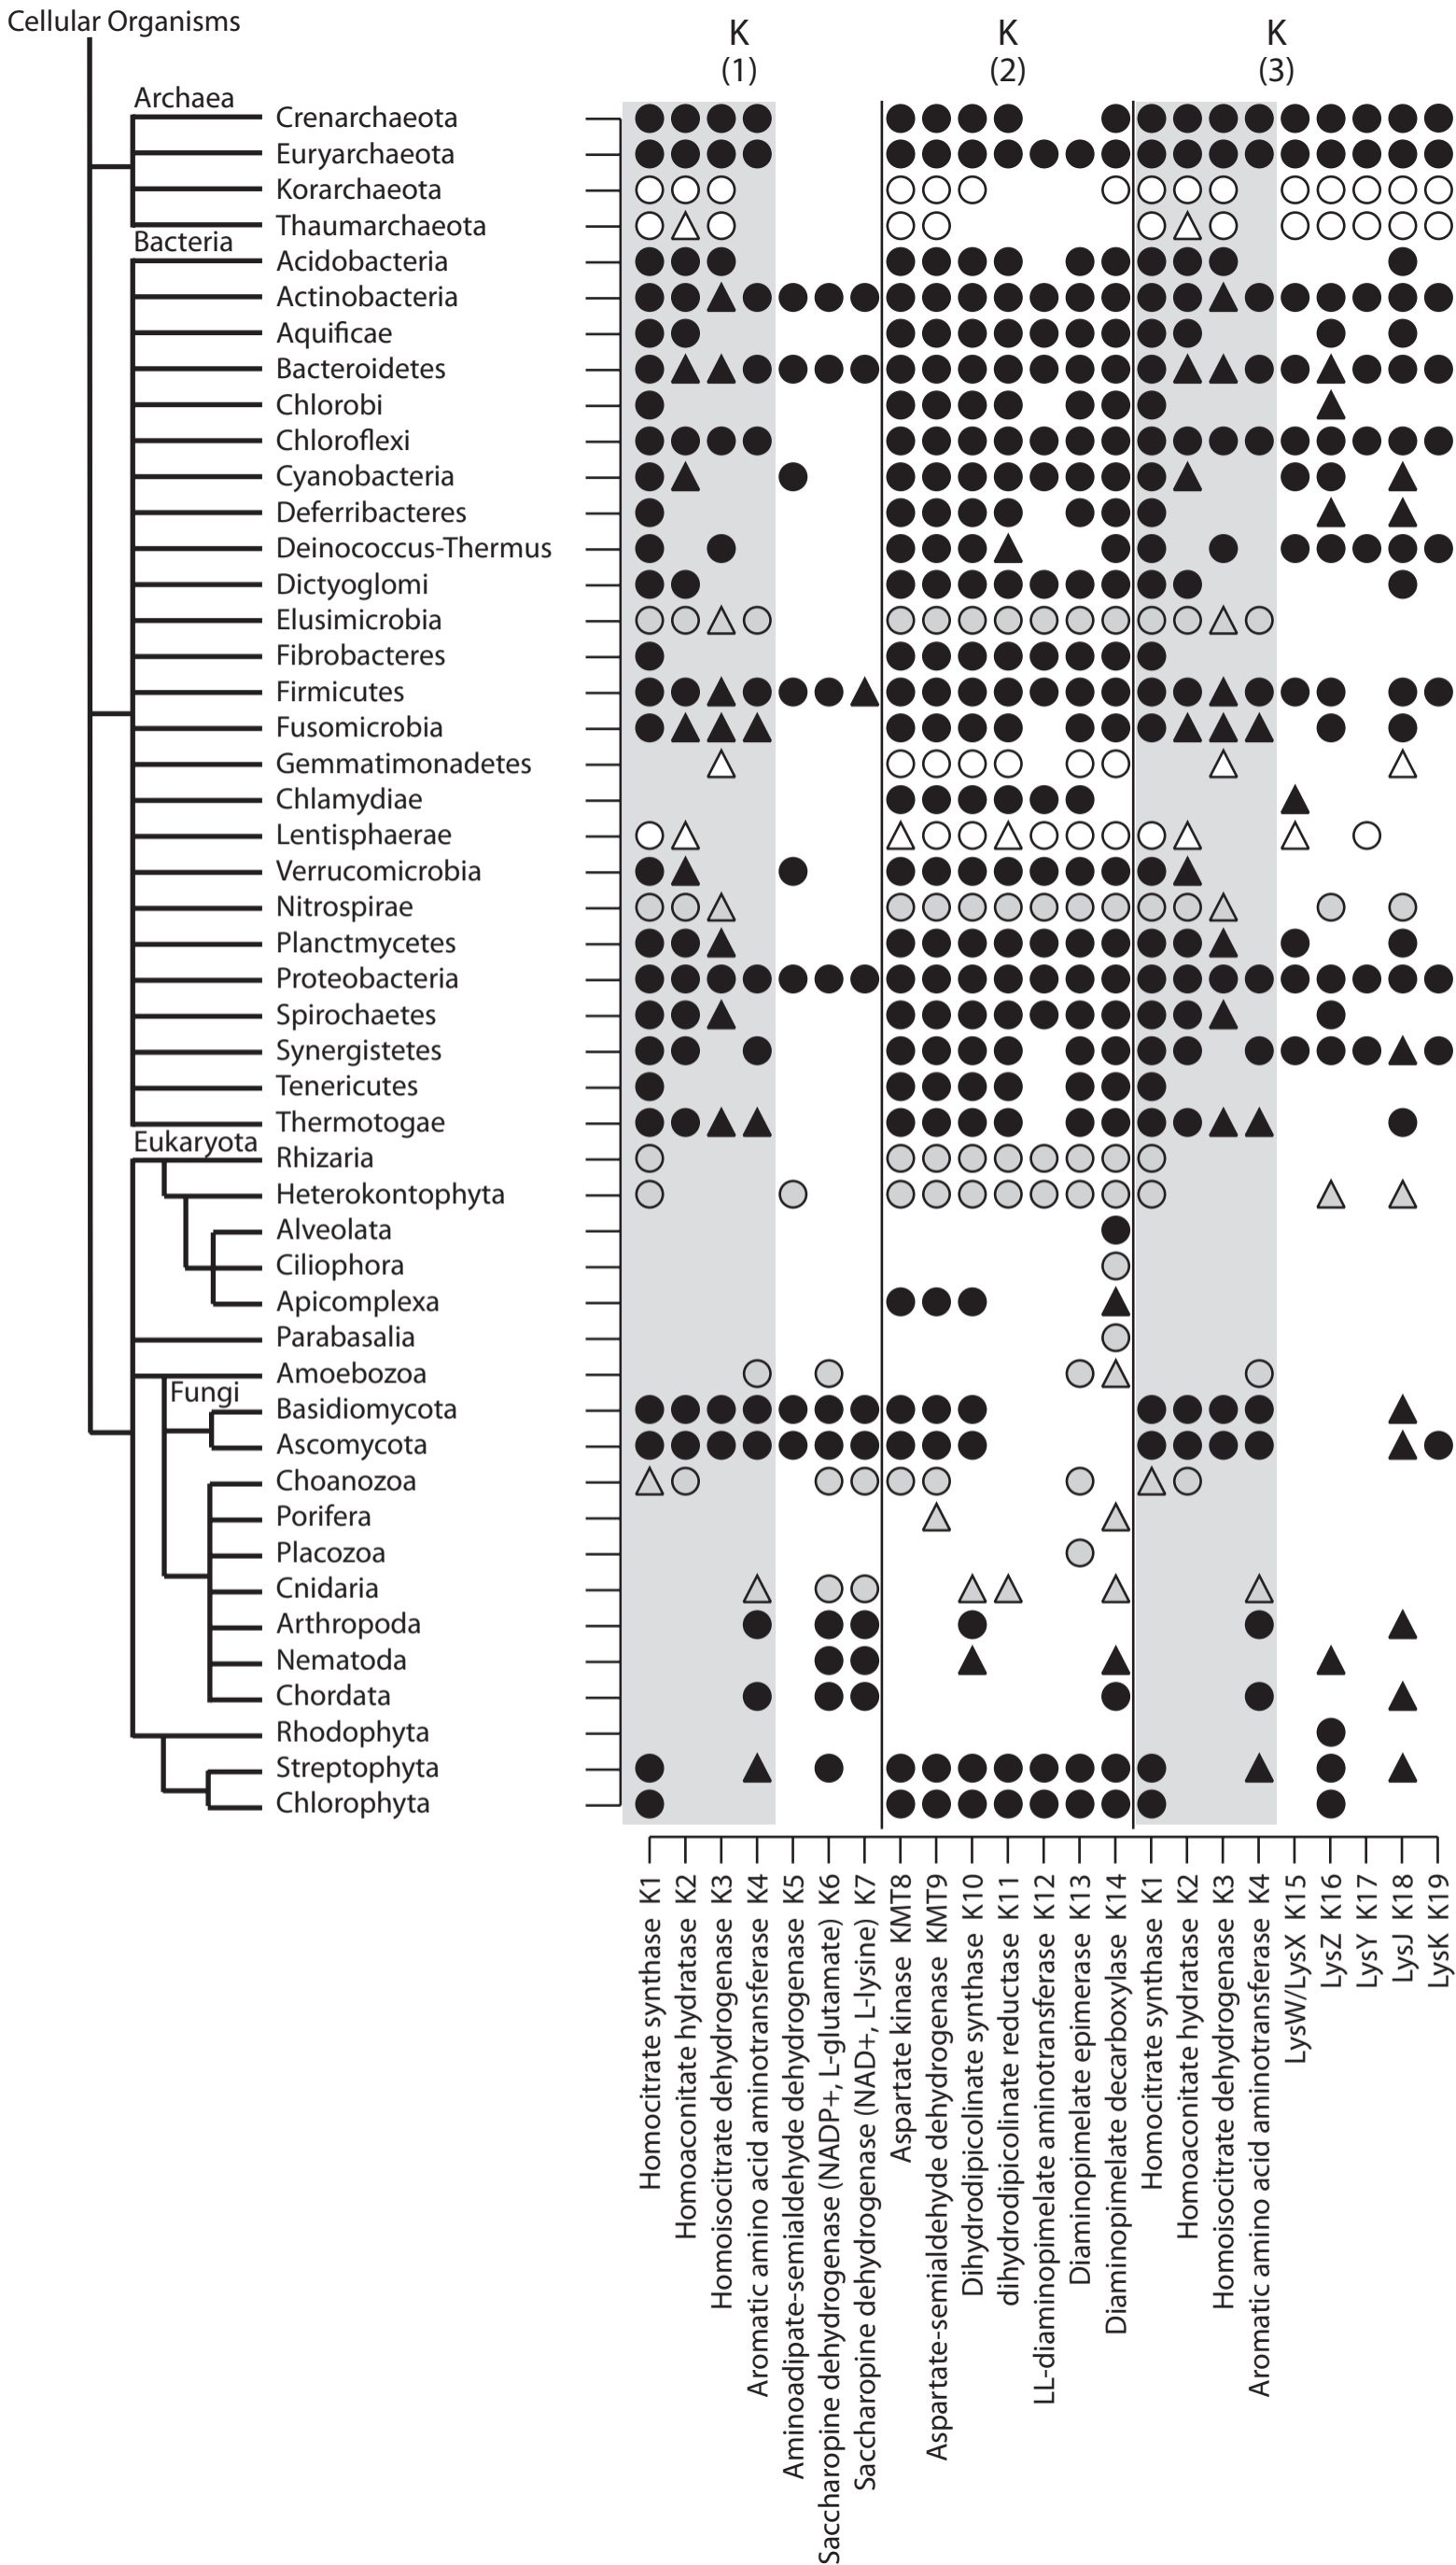 Cellular Organisms
K
(1)
K
(2)
K
(3)
Archaea
Crenarchaeota
Euryarchaeota
Korarchaeota
Thaumarchaeota
Bacteria
Acidobacteria
Actinobacteria
Aquificae
Bacteroidetes
Chlorobi
Chloroflexi
Cyanobacteria
Deferribacteres
Deinococcus-Thermus
Dictyoglomi
Elusimicrobia
Fibrobacteres
Firmicutes
Fusomicrobia
Gemmatimonadetes
Chlamydiae
Lentisphaerae
Verrucomicrobia
Nitrospirae
Planctmycetes
Proteobacteria
Spirochaetes
Synergistetes
Tenericutes
Thermotogae
Eukaryota
Rhizaria
Heterokontophyta
Alveolata
Ciliophora
Apicomplexa
Parabasalia
Amoebozoa
Fungi
Basidiomycota
Ascomycota
Choanozoa
Porifera
Placozoa
Cnidaria
Arthropoda
Nematoda
Chordata
Rhodophyta
Streptophyta
Chlorophyta
Homocitrate synthase K1
Homoaconitate hydratase K2
Homoisocitrate dehydrogenase K3
Aromatic amino acid aminotransferase K4
Aminoadipate-semialdehyde dehydrogenase K5
Saccharopine dehydrogenase (NADP+, L-glutamate) K6
Saccharopine dehydrogenase (NAD+, L-lysine) K7
Aspartate kinase KMT8
Aspartate-semialdehyde dehydrogenase KMT9
Dihydrodipicolinate synthase K10
dihydrodipicolinate reductase K11
LL-diaminopimelate aminotransferase K12
Diaminopimelate epimerase K13
Diaminopimelate decarboxylase K14
Homocitrate synthase K1
Homoaconitate hydratase K2
Homoisocitrate dehydrogenase K3
Aromatic amino acid aminotransferase K4
LysW/LysX K15
LysZ K16
LysY K17
LysJ K18
LysK K19